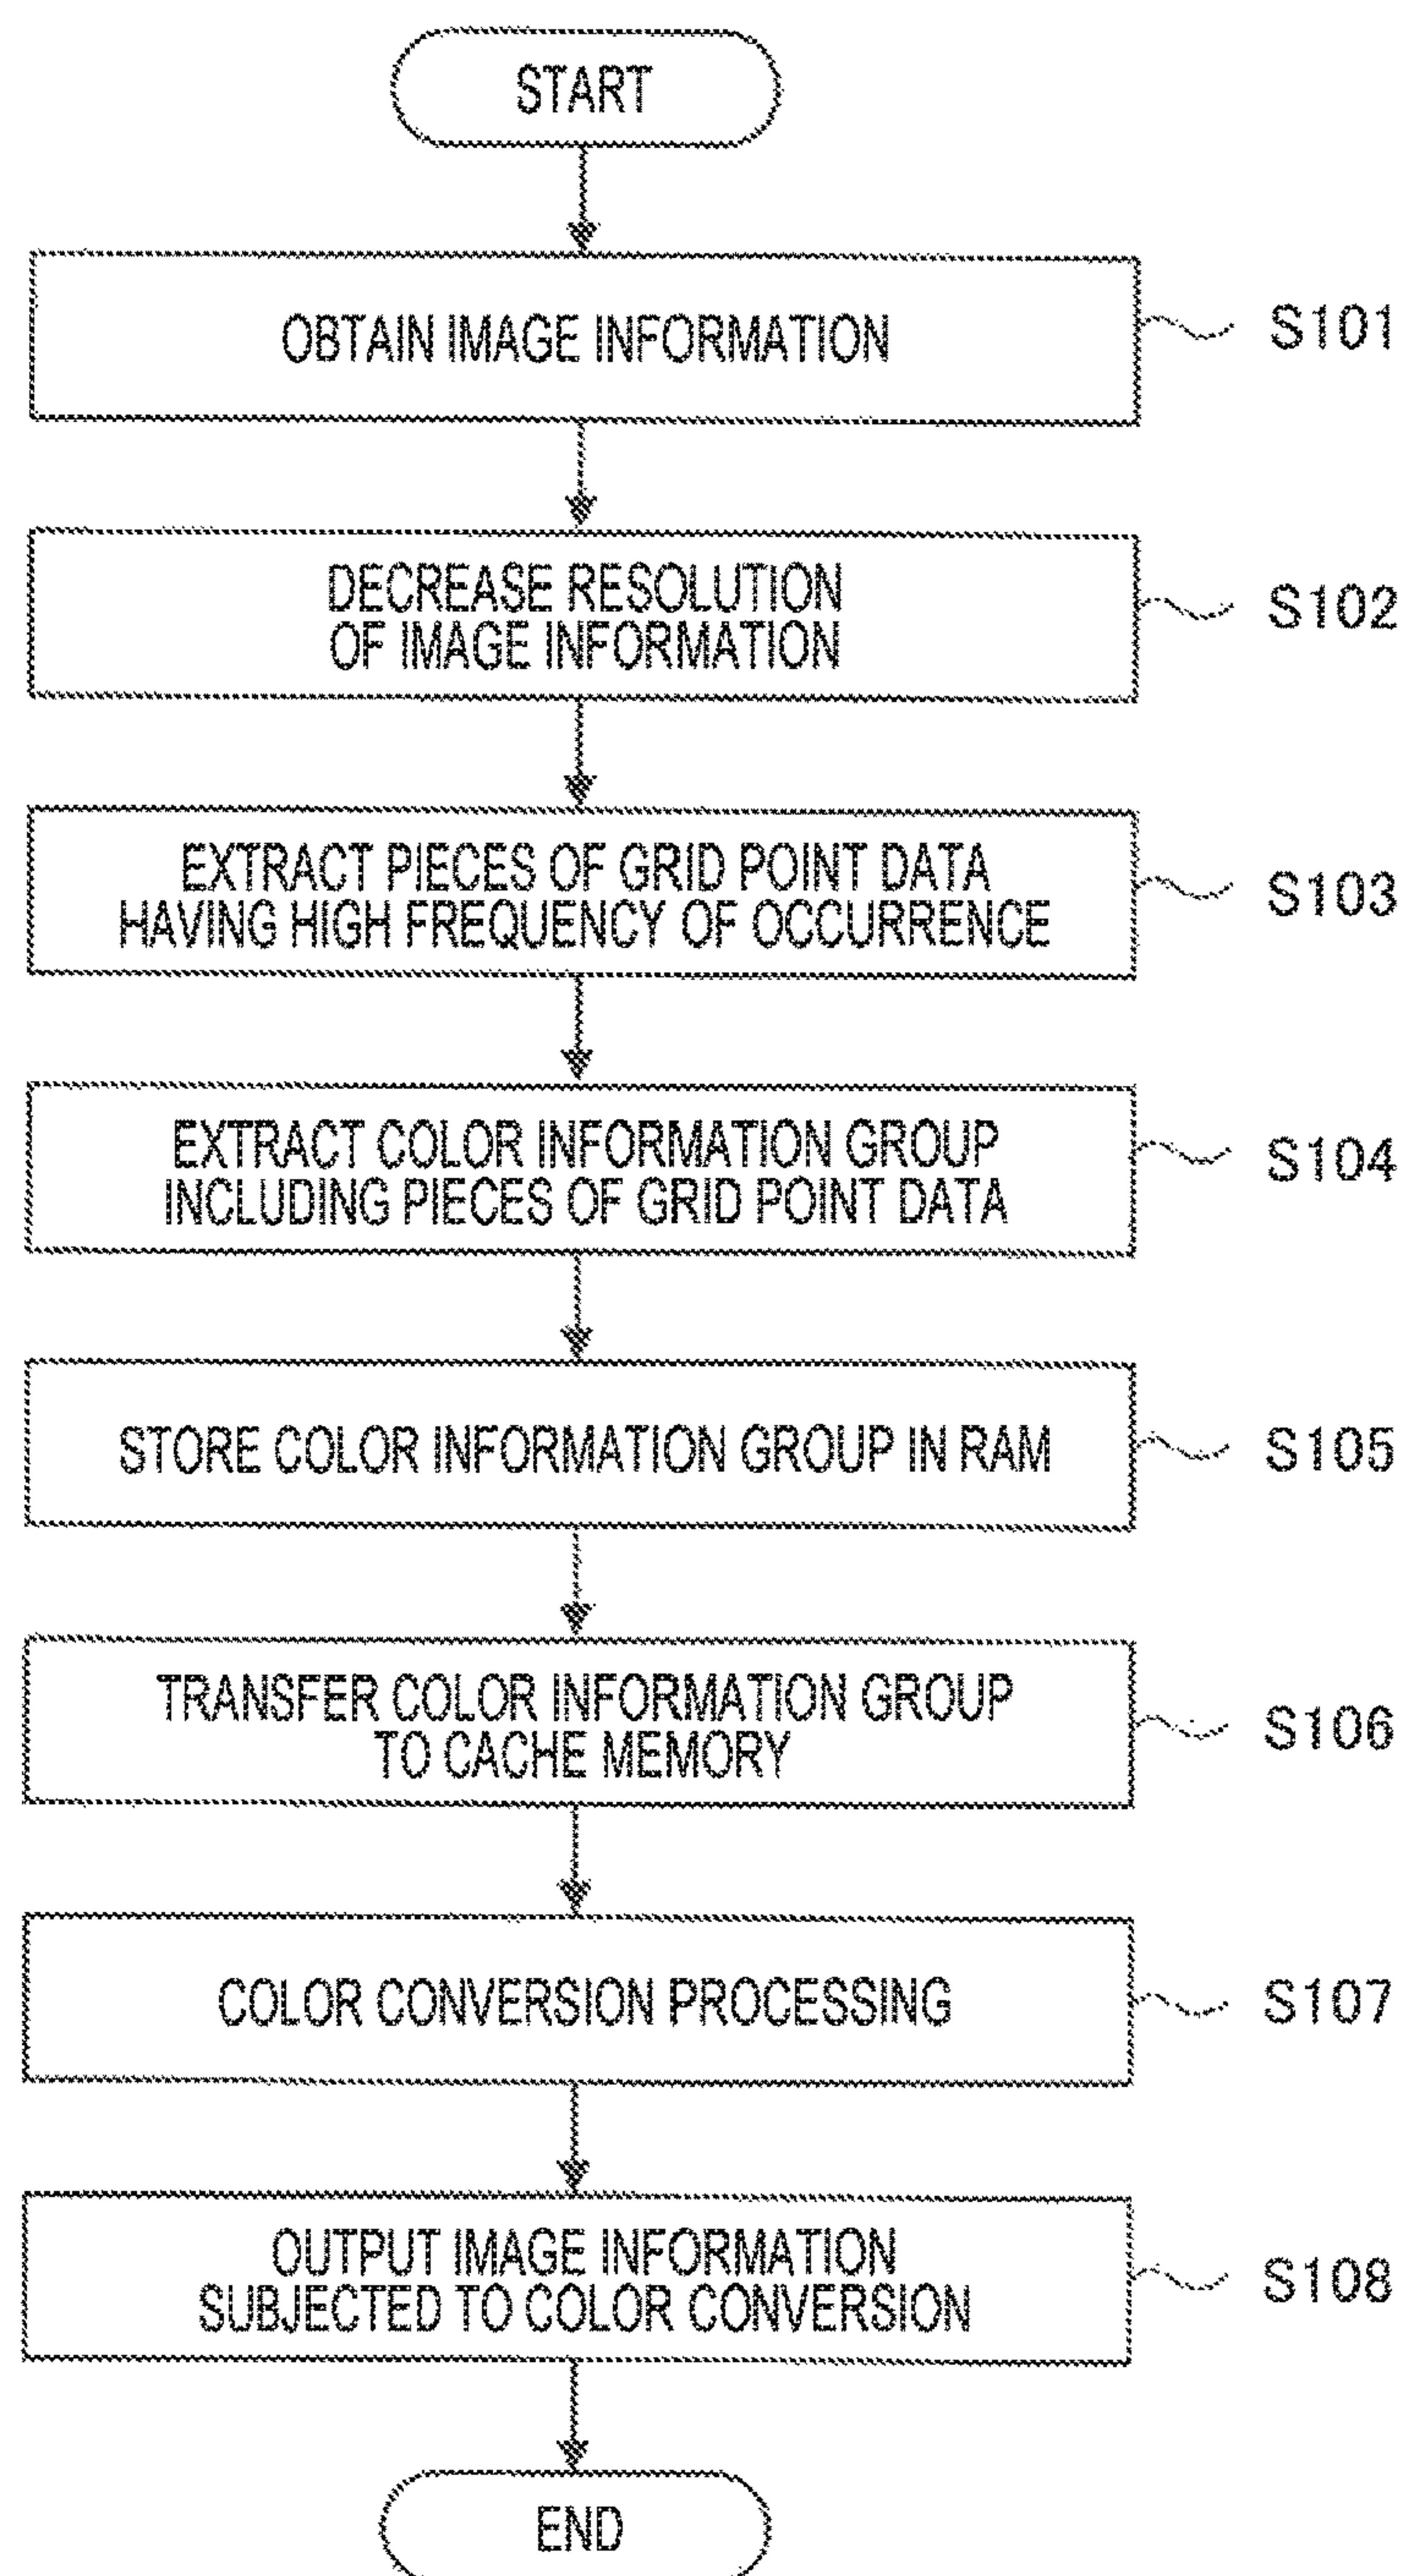 START
OBTAIN IMAGE INFORMATION
S101
DECREASE RESOLUTION
OF IMAGE INFORMATION
S102
EXTRACT PIECES OF GRID POINT DATA
HAVING HIGH FREQUENCY OF OCCURRENCE
S103
EXTRACT COLOR INFORMATION GROUP
INCLUDING PIECES OF GRID POINT DATA
S104
STORE COLOR INFORMATION GROUP IN RAM
S105
TRANSFER COLOR INFORMATION GROUP
TO CACHE MEMORY
S106
COLOR CONVERSION PROCESSING
S107
OUTPUT IMAGE INFORMATION
SUBJECTED TO COLOR CONVERSION
S108
END